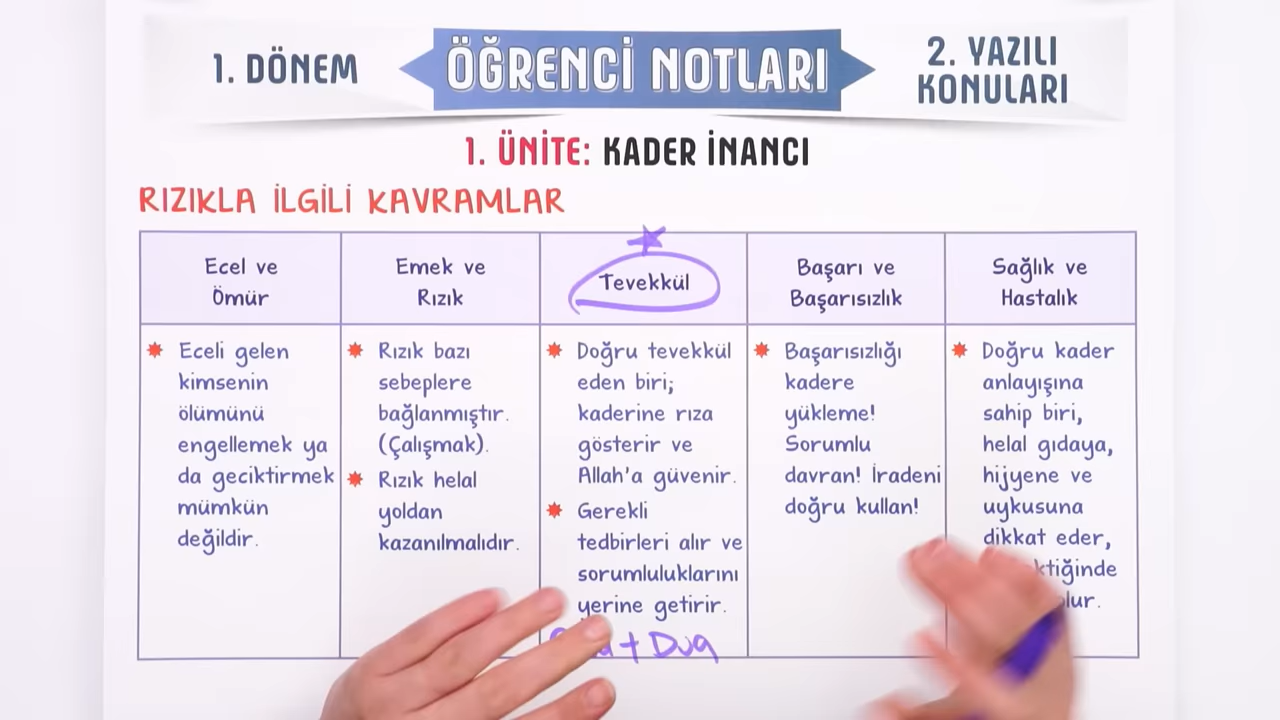 1. DÖNEM
ÖĞRENCİ NOTLARI
2. YAZILI
KONULARI
1. ÜNİTE: KADER İNANCI
RIZIKLA İLGİLİ KAVRAMLAR
Ecel ve
Ömür
Emek ve
Rızık
Tevekkül
Başarı ve
Başarısızlık
Sağlık ve
Hastalık
Eceli gelen
kimsenin
ölümünü
engellemek ya
da geciktirmek
mümkün
değildir.
Rızık bazı
sebeplere
bağlanmıştır.
(Çalışmak).
Rızık helal
yoldan
kazanılmalıdır.
Doğru tevekkül
eden biri;
kaderine rıza
gösterir ve
Allah'a güvenir.
Gerekli
tedbirleri alır ve
sorumluluklarını
yerine getirir.
+ Dua
Başarısızlığı
kadere
yükleme!
Sorumlu
davran! İradeni
doğru kullan!
Doğru kader
anlayışına
sahip biri,
helal gıdaya,
hijyene ve
uykusuna
dikkat eder,